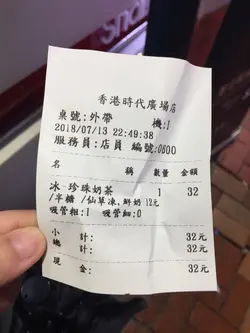 Sha
香港時代廣場店
桌號:外帶 機:1
2018/07/13 22:49:38
服務員:店員 編號:0600
名 稱 數量 金額
冰 珍珠奶茶 1 32
/半糖 /仙草凍,鮮奶 12元
吸管粗:1 吸管細:0
小 計: 32元
總 計: 32元
現 金: 32元